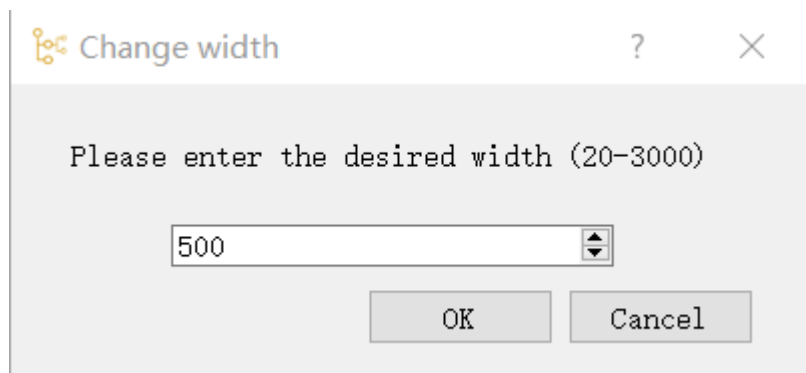 Change width
Please enter the desired width (20-3000)
500
OK
Cancel